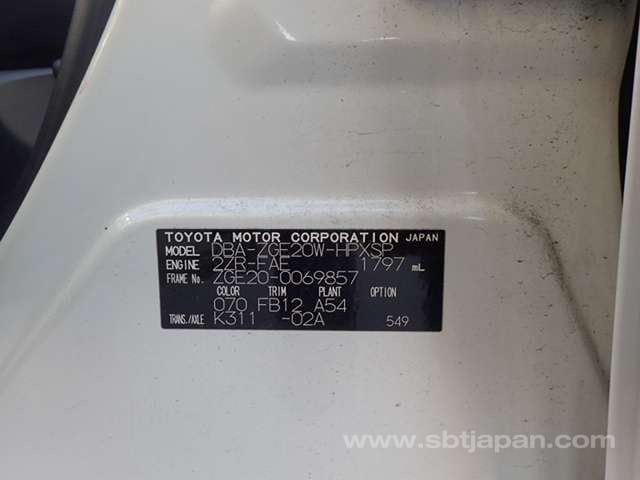 TOYOTA MOTOR CORPORATION JAPAN
MODEL DBA-ZGE20W-HPXSP
ENGINE 2ZR-FAE 1797 mL
FRAME No. ZGE20-0069857
COLOR TRIM PLANT OPTION
070 FB12 A54
TRANS./AXLE K311 -02A 549
www.sbtjapan.com